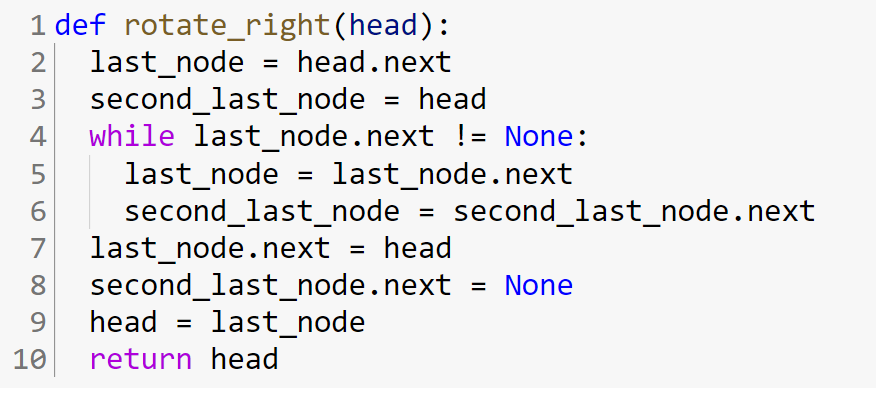 1 def rotate_right(head):
2   last_node = head.next
3   second_last_node = head
4   while last_node.next != None:
5     last_node = last_node.next
6     second_last_node = second_last_node.next
7   last_node.next = head
8   second_last_node.next = None
9   head = last_node
10   return head